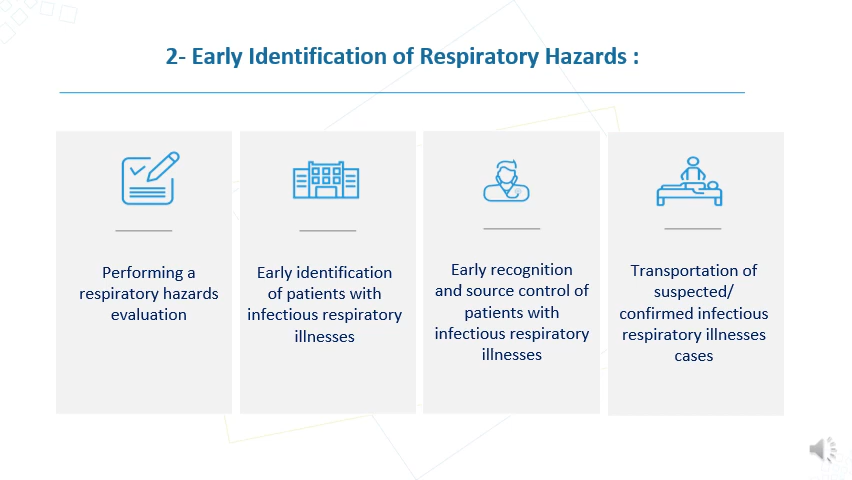 2- Early Identification of Respiratory Hazards :
Performing a
respiratory hazards
evaluation
Early identification
of patients with
infectious respiratory
illnesses
Early recognition
and source control of
patients with
infectious respiratory
illnesses
Transportation of
suspected/
confirmed infectious
respiratory illnesses
cases